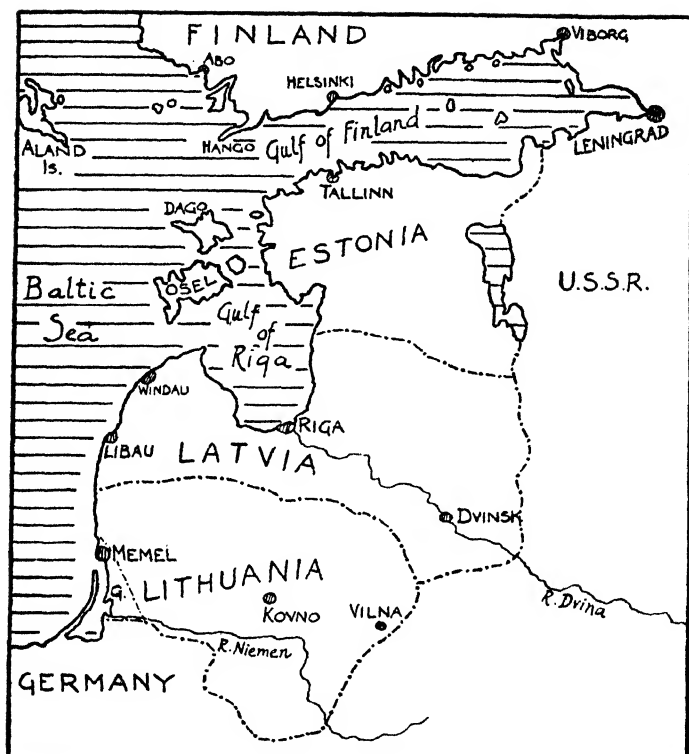 FINLAND
VIBORG
ABO
HELSINKI
ALAND
Is.
HANGO
Gulf of Finland
LENINGRAD
TALLINN
DAGO
ESTONIA
OSEL
U.S.S.R.
Baltic
Sea
Gulf
of
Riga
WINDAU
RIGA
LIBAU
LATVIA
DVINSK
MEMEL
G.
LITHUANIA
KOVNO
VILNA
R. Dvina
R. Niemen
GERMANY